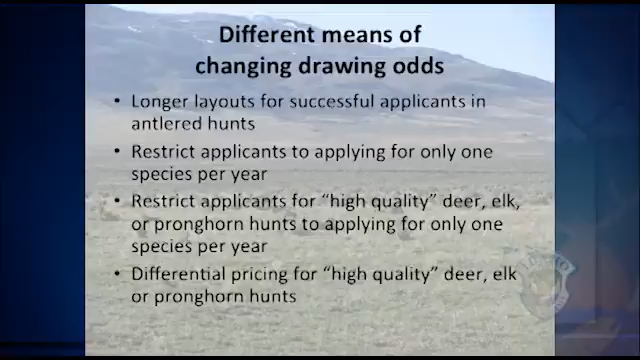 Different means of
changing drawing odds
• Longer layouts for successful applicants in
antlered hunts
• Restrict applicants to applying for only one
species per year
• Restrict applicants for “high quality” deer, elk,
or pronghorn hunts to applying for only one
species per year
• Differential pricing for “high quality” deer, elk
or pronghorn hunts